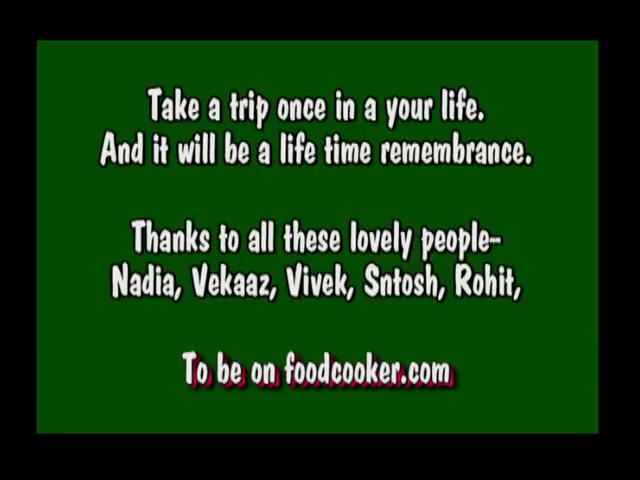 Take a trip once in a your life.
And it will be a life time remembrance.
Thanks to all these lovely people-
Nadia, Vekaaz, Vivek, Sntosh, Rohit,
To be on foodcooker.com